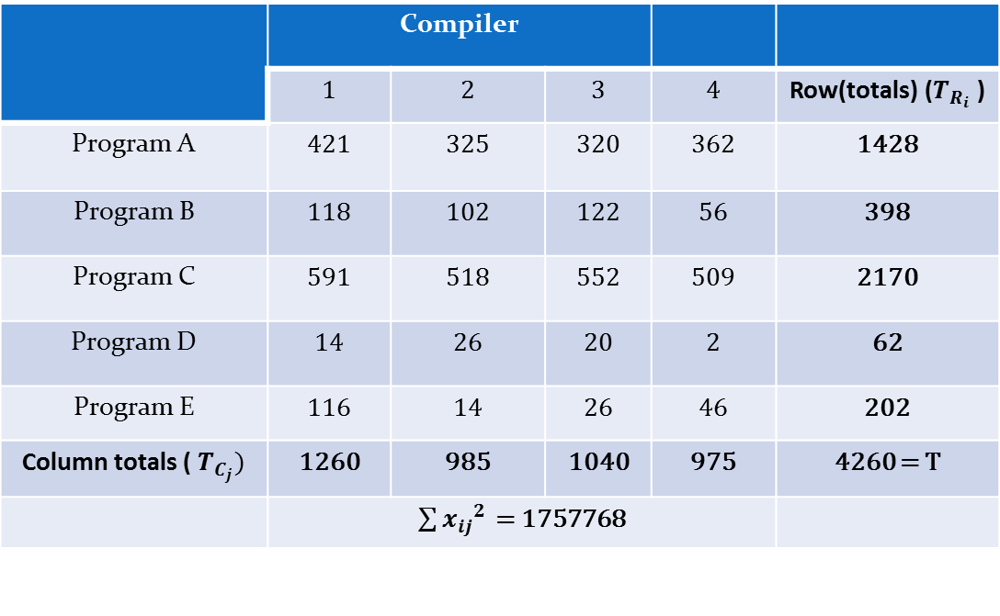 Compiler
1 2 3 4 Row(totals) (T_{R_i} )
Program A 421 325 320 362 1428
Program B 118 102 122 56 398
Program C 591 518 552 509 2170
Program D 14 26 20 2 62
Program E 116 14 26 46 202
Column totals ( T_{C_j}) 1260 985 1040 975 4260=T
∑ x_{ij}² = 1757768